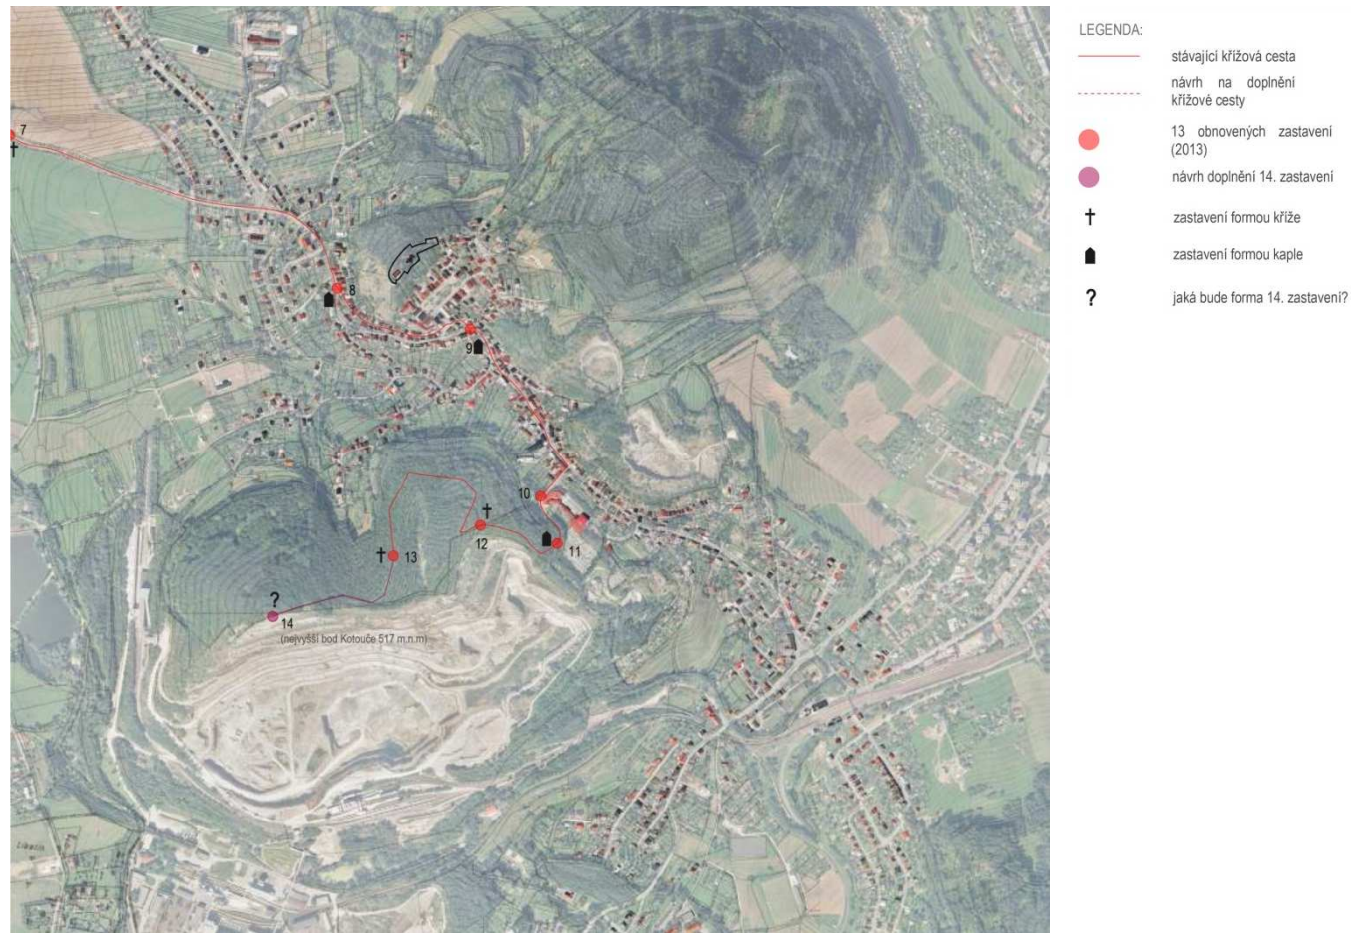 LEGENDA:
stávající křížová cesta
návrh na doplnění
křížové cesty
13 obnovených zastavení
(2013)
návrh doplnění 14. zastavení
zastavení formou kříže
zastavení formou kaple
?
jaká bude forma 14. zastavení?
7
8
9
10
11
12
13
?
14
(nejvyšší bod Kotouče 517 m.n.m)